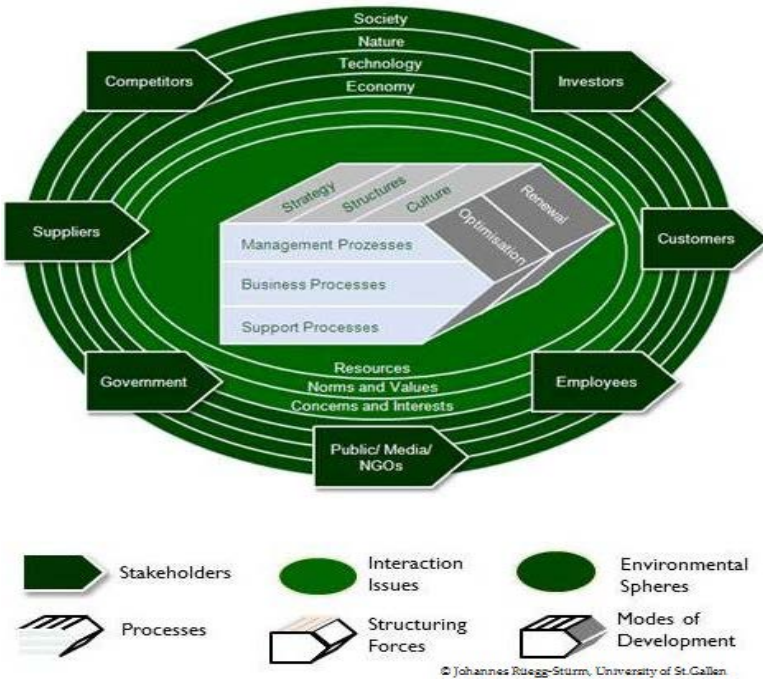 Society
Nature
Technology
Economy
Competitors
Investors
Strategy
Structures
Culture
Renewal
Optimisation
Suppliers
Customers
Management Prozesses
Business Processes
Support Processes
Government
Employees
Resources
Norms and Values
Concerns and Interests
Public/ Media/
NGOs
Stakeholders
Interaction
Issues
Environmental
Spheres
Processes
Structuring
Forces
Modes of
Development
© Johannes Rüegg-Stürm, University of St.Gallen